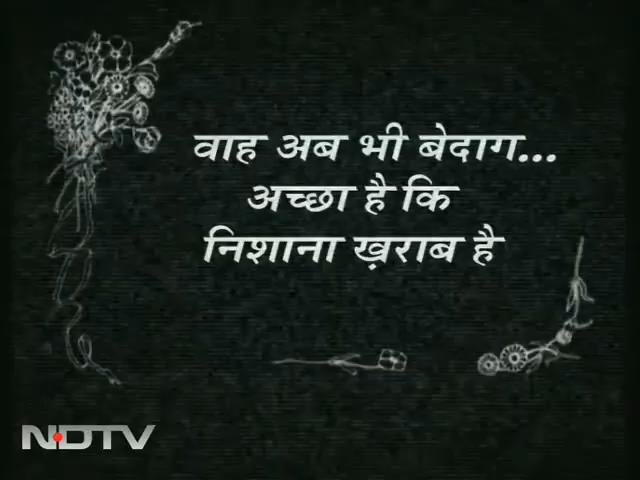 वाह अब भी बेदाग...
अच्छा है कि
निशाना ख़राब है
NDTV